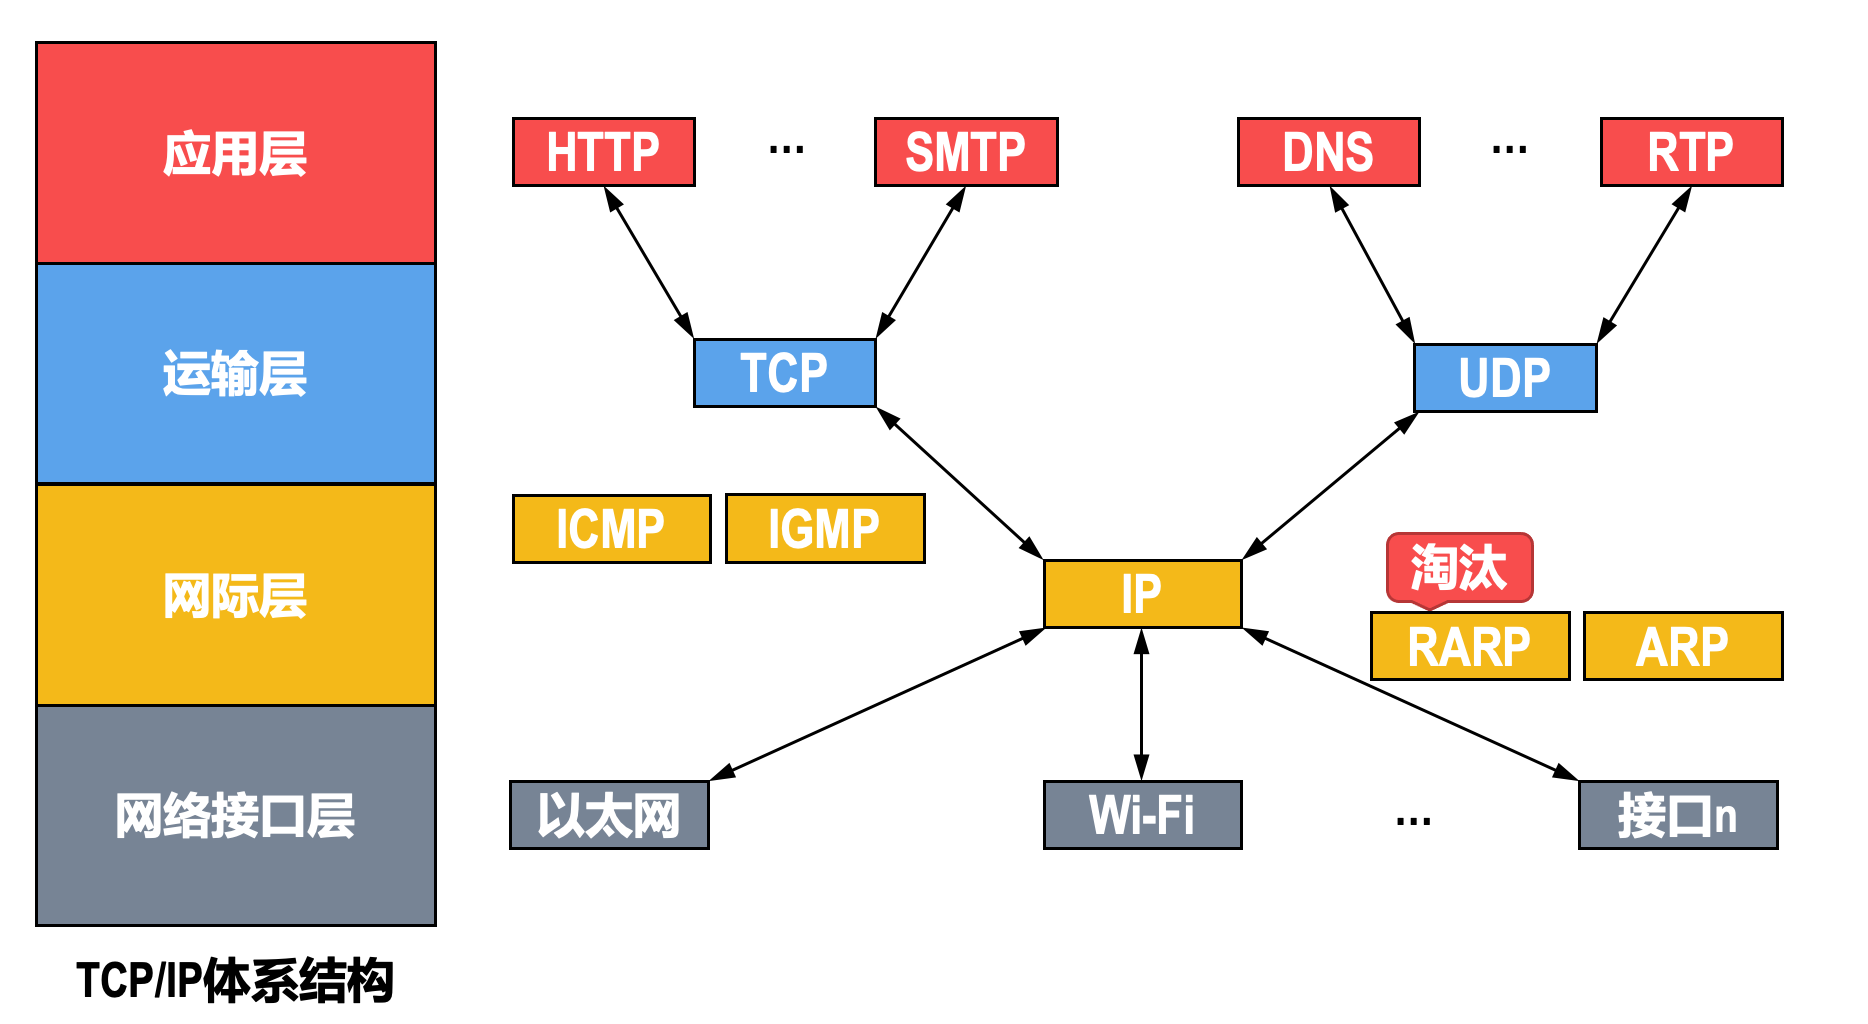 应用层
HTTP ... SMTP DNS ... RTP
运输层
TCP UDP
ICMP IGMP
淘汰
网际层
IP
RARP ARP
网络接口层
以太网 Wi-Fi ... 接口n
TCP/IP体系结构